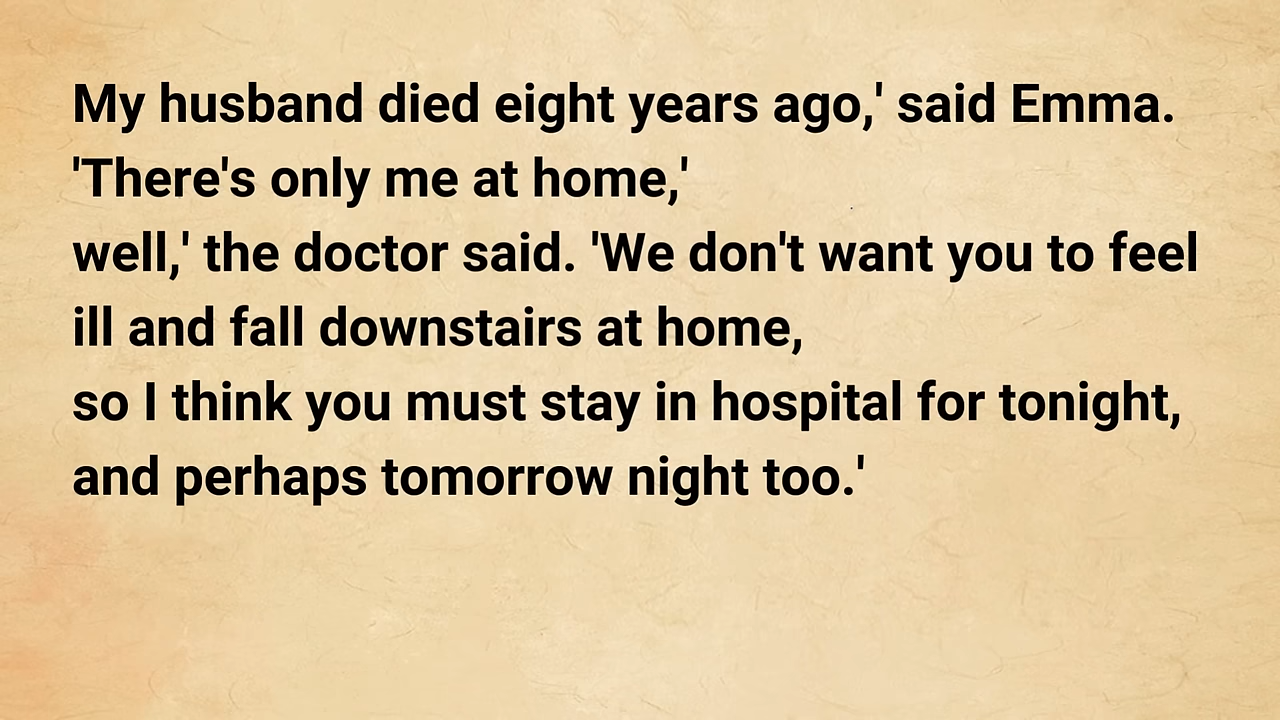 My husband died eight years ago,' said Emma.
'There's only me at home,'
well,' the doctor said. 'We don't want you to feel
ill and fall downstairs at home,
so I think you must stay in hospital for tonight,
and perhaps tomorrow night too.'